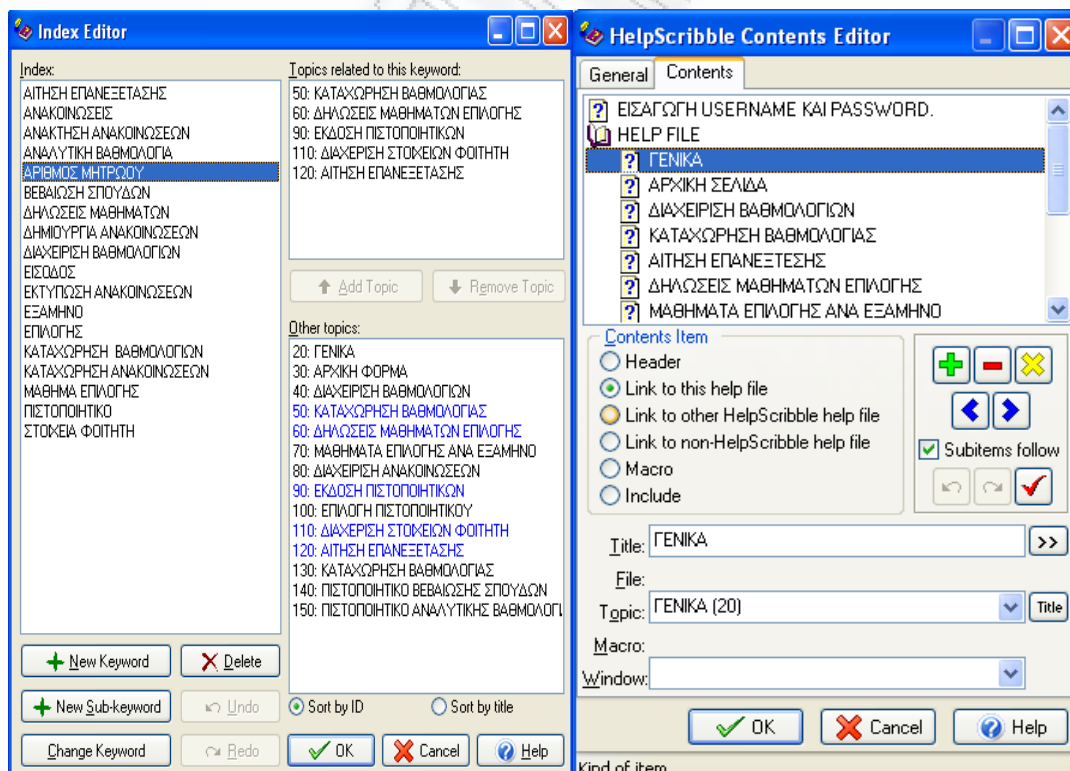 Index Editor
Index:
ΑΙΤΗΣΗ ΕΠΑΝΕΞΕΤΑΣΗΣ
ΑΝΑΚΟΙΝΩΣΕΙΣ
ΑΝΑΚΤΗΣΗ ΑΝΑΚΟΙΝΩΣΕΩΝ
ΑΝΑΛΥΤΙΚΗ ΒΑΘΜΟΛΟΓΙΑ
ΑΡΙΘΜΟΣ ΜΗΤΡΩΟΥ
ΒΕΒΑΙΩΣΗ ΣΠΟΥΔΩΝ
ΔΗΛΩΣΕΙΣ ΜΑΘΗΜΑΤΩΝ
ΔΗΜΙΟΥΡΓΙΑ ΑΝΑΚΟΙΝΩΣΕΩΝ
ΔΙΑΧΕΙΡΙΣΗ ΒΑΘΜΟΛΟΓΙΩΝ
ΕΙΣΟΔΟΣ
ΕΚΤΥΠΩΣΗ ΑΝΑΚΟΙΝΩΣΕΩΝ
ΕΞΑΜΗΝΟ
ΕΠΙΛΟΓΗΣ
ΚΑΤΑΧΩΡΗΣΗ ΒΑΘΜΟΛΟΓΙΩΝ
ΚΑΤΑΧΩΡΗΣΗ ΑΝΑΚΟΙΝΩΣΕΩΝ
ΜΑΘΗΜΑ ΕΠΙΛΟΓΗΣ
ΠΙΣΤΟΠΟΙΗΤΙΚΟ
ΣΤΟΙΧΕΙΑ ΦΟΙΤΗΤΗ
New Keyword
Delete
New Sub-keyword
Undo
Change Keyword
Redo
Topics related to this keyword:
50: ΚΑΤΑΧΩΡΗΣΗ ΒΑΘΜΟΛΟΓΙΑΣ
60: ΔΗΛΩΣΕΙΣ ΜΑΘΗΜΑΤΩΝ ΕΠΙΛΟΓΗΣ
90: ΕΚΔΟΣΗ ΠΙΣΤΟΠΟΙΗΤΙΚΩΝ
110: ΔΙΑΧΕΡΙΣΗ ΣΤΟΙΧΕΙΩΝ ΦΟΙΤΗΤΗ
120: ΑΙΤΗΣΗ ΕΠΑΝΕΞΕΤΑΣΗΣ
Add Topic
Remove Topic
Other topics:
20: ΓΕΝΙΚΑ
30: ΑΡΧΙΚΗ ΦΟΡΜΑ
40: ΔΙΑΧΕΙΡΙΣΗ ΒΑΘΜΟΛΟΓΙΩΝ
50: ΚΑΤΑΧΩΡΗΣΗ ΒΑΘΜΟΛΟΓΙΑΣ
60: ΔΗΛΩΣΕΙΣ ΜΑΘΗΜΑΤΩΝ ΕΠΙΛΟΓΗΣ
70: ΜΑΘΗΜΑΤΑ ΕΠΙΛΟΓΗΣ ΑΝΑ ΕΞΑΜΗΝΟ
80: ΔΙΑΧΕΙΡΙΣΗ ΑΝΑΚΟΙΝΩΣΕΩΝ
90: ΕΚΔΟΣΗ ΠΙΣΤΟΠΟΙΗΤΙΚΩΝ
100: ΕΠΙΛΟΓΗ ΠΙΣΤΟΠΟΙΗΤΙΚΟΥ
110: ΔΙΑΧΕΡΙΣΗ ΣΤΟΙΧΕΙΩΝ ΦΟΙΤΗΤΗ
120: ΑΙΤΗΣΗ ΕΠΑΝΕΞΕΤΑΣΗΣ
130: ΚΑΤΑΧΩΡΗΣΗ ΒΑΘΜΟΛΟΓΙΑΣ
140: ΠΙΣΤΟΠΟΙΗΤΙΚΟ ΒΕΒΑΙΩΣΗΣ ΣΠΟΥΔΩΝ
150: ΠΙΣΤΟΠΟΙΗΤΙΚΟ ΑΝΑΛΥΤΙΚΗΣ ΒΑΘΜΟΛΟΓΙ
Sort by ID
Sort by title
OK
Cancel
Help
HelpScribble Contents Editor
General
Contents
ΕΙΣΑΓΩΓΗ USERNAME ΚΑΙ PASSWORD.
HELP FILE
ΓΕΝΙΚΑ
ΑΡΧΙΚΗ ΣΕΛΙΔΑ
ΔΙΑΧΕΙΡΙΣΗ ΒΑΘΜΟΛΟΓΙΩΝ
ΚΑΤΑΧΩΡΗΣΗ ΒΑΘΜΟΛΟΓΙΑΣ
ΑΙΤΗΣΗ ΕΠΑΝΕΞΤΕΣΗΣ
ΔΗΛΩΣΕΙΣ ΜΑΘΗΜΑΤΩΝ ΕΠΙΛΟΓΗΣ
ΜΑΘΗΜΑΤΑ ΕΠΙΛΟΓΗΣ ΑΝΑ ΕΞΑΜΗΝΟ
Contents Item
Header
Link to this help file
Link to other HelpScribble help file
Link to non-HelpScribble help file
Macro
Include
Subitems follow
Title: ΓΕΝΙΚΑ >>
File:
Topic: ΓΕΝΙΚΑ (20) Title
Macro:
Window:
OK
Cancel
Help
Kind of item